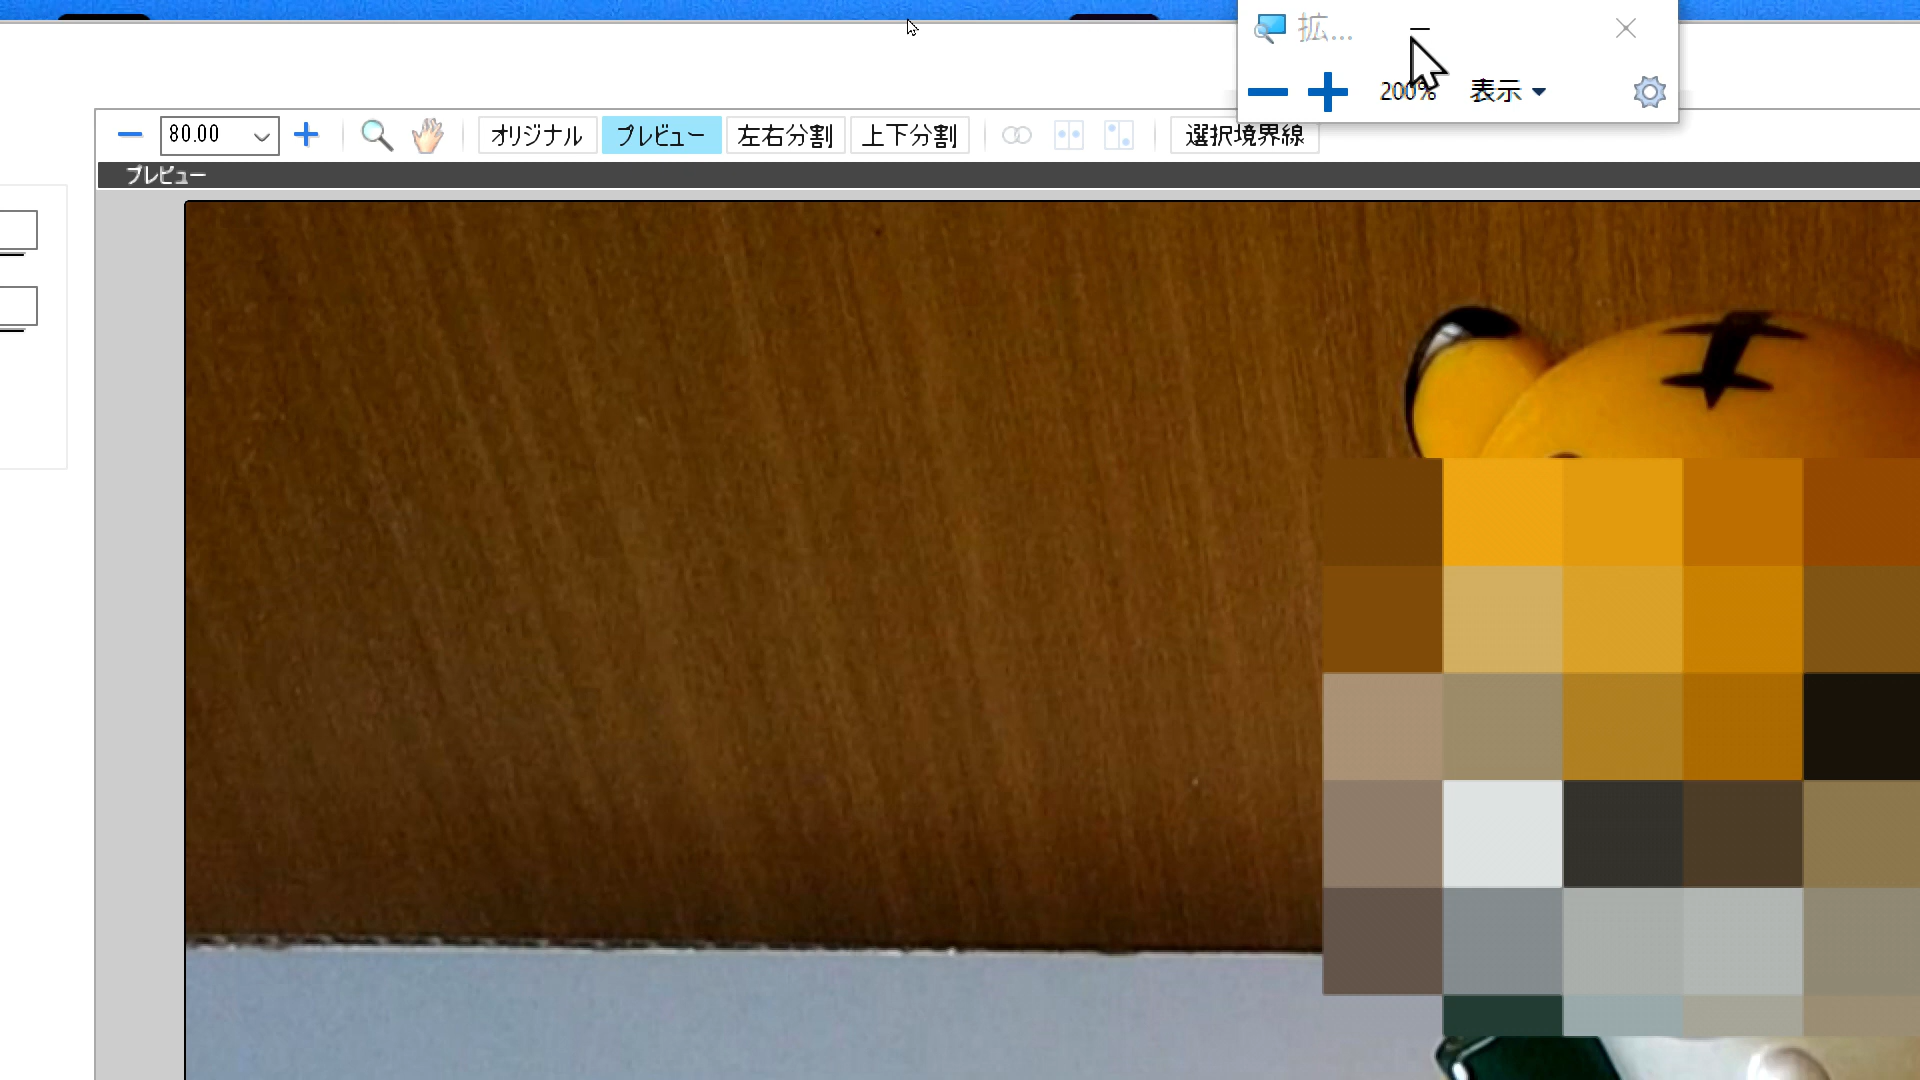 拡...
200% 表示
80.00 オリジナル プレビュー 左右分割 上下分割 選択境界線
プレビュー